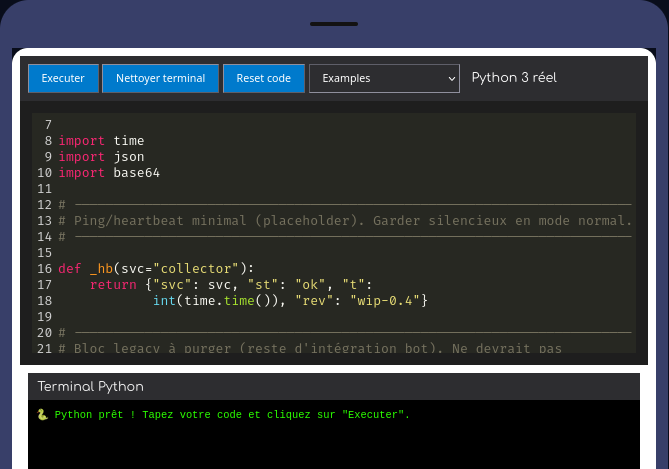 Executer Nettoyer terminal Reset code Examples Python 3 réel
7
8 import time
9 import json
10 import base64
11
12 # ──────────────────────────────
13 # Ping/heartbeat minimal (placeholder). Garder silencieux en mode normal.
14 # ──────────────────────────────
15
16 def _hb(svc="collector"):
17     return {"svc": svc, "st": "ok", "t":
18             int(time.time()), "rev": "wip-0.4"}
19
20 # ──────────────────────────────
21 # Bloc legacy à purger (reste d'intégration bot). Ne devrait pas
Terminal Python
🐍 Python prêt ! Tapez votre code et cliquez sur "Executer".